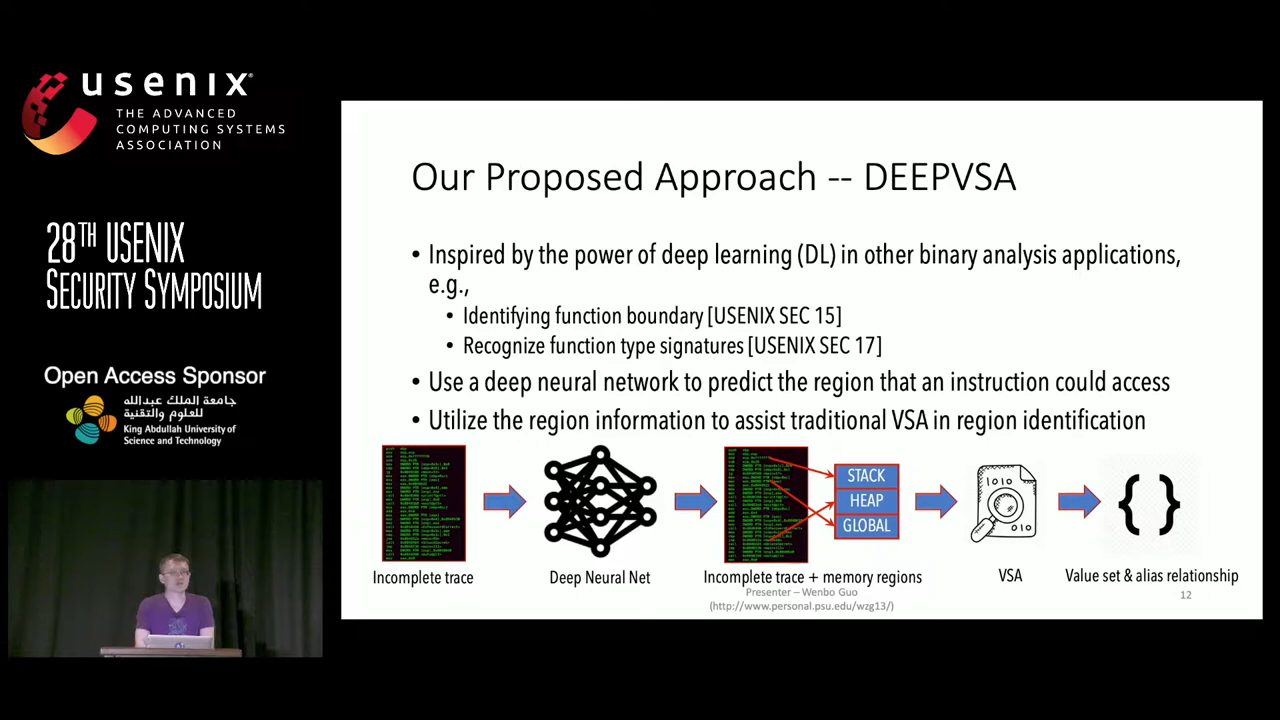 usenix
THE ADVANCED
COMPUTING SYSTEMS
ASSOCIATION
28TH USENIX
SECURITY SYMPOSIUM
Open Access Sponsor
جامعة الملك عبدالله
للعلوم والتقنية
King Abdullah University of
Science and Technology
Our Proposed Approach -- DEEPVSA
• Inspired by the power of deep learning (DL) in other binary analysis applications,
e.g.,
• Identifying function boundary [USENIX SEC 15]
• Recognize function type signatures [USENIX SEC 17]
• Use a deep neural network to predict the region that an instruction could access
• Utilize the region information to assist traditional VSA in region identification
STACK
HEAP
GLOBAL
1010
010
Incomplete trace
Deep Neural Net
Incomplete trace + memory regions
VSA
Value set & alias relationship
Presenter – Wenbo Guo
(http://www.personal.psu.edu/wzg13/)
12